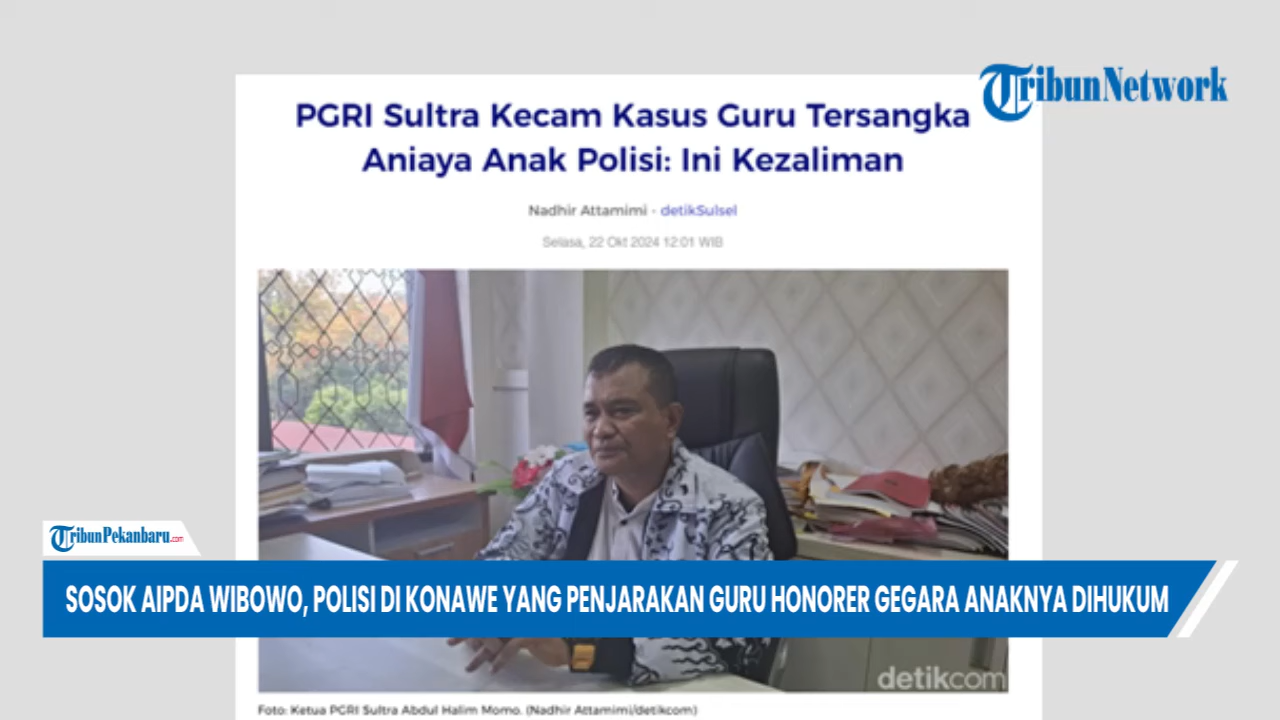 TribunNetwork
PGRI Sultra Kecam Kasus Guru Tersangka
Aniaya Anak Polisi: Ini Kezaliman
Nadhir Attamimi - detikSulsel
Selasa, 22 Okt 2024 12:01 WIB
TribunPekanbaru.com
SOSOK AIPDA WIBOWO, POLISI DI KONAWE YANG PENJARAKAN GURU HONORER GEGARA ANAKNYA DIHUKUM
detikcom
Foto: Ketua PGRI Sultra Abdul Halim Momo. (Nadhir Attamimi/detikcom)